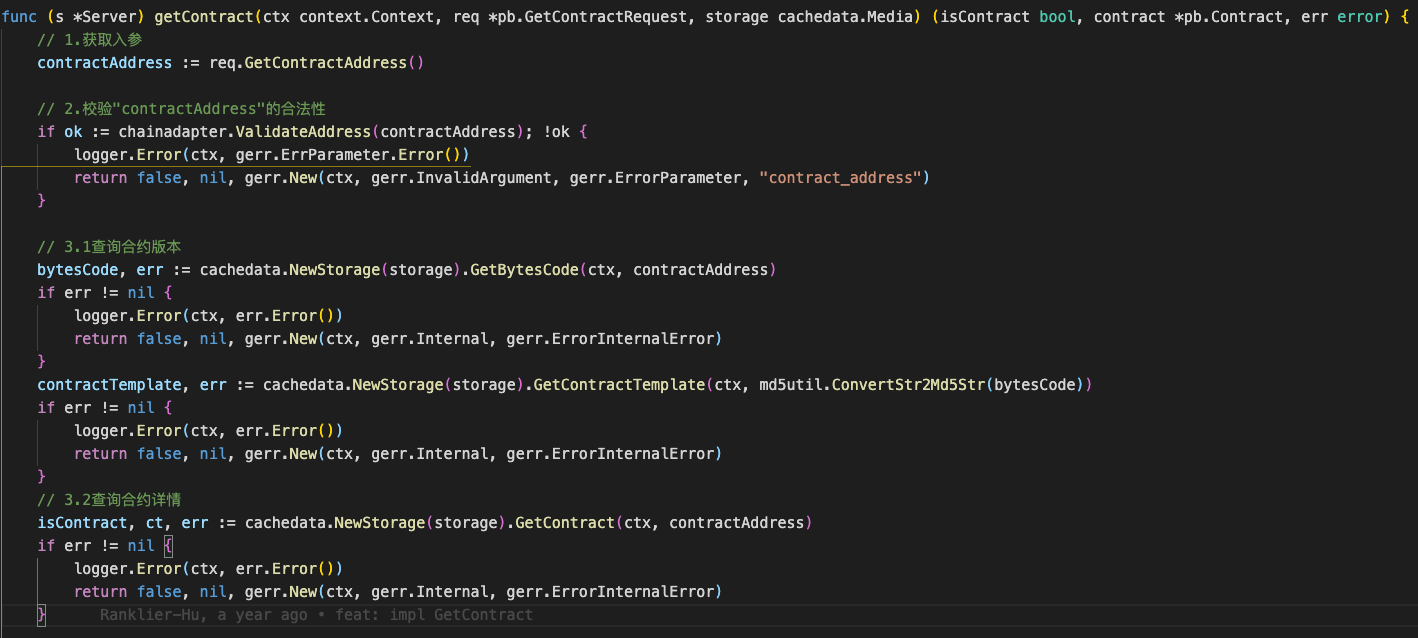 func (s *Server) getContract(ctx context.Context, req *pb.GetContractRequest, storage cachedata.Media) (isContract bool, contract *pb.Contract, err error) {
// 1.获取入参
contractAddress := req.GetContractAddress()
// 2.校验"contractAddress"的合法性
if ok := chainadapter.ValidateAddress(contractAddress); !ok {
logger.Error(ctx, gerr.ErrParameter.Error())
return false, nil, gerr.New(ctx, gerr.InvalidArgument, gerr.ErrorParameter, "contract_address")
}
// 3.1查询合约版本
bytesCode, err := cachedata.NewStorage(storage).GetBytesCode(ctx, contractAddress)
if err != nil {
logger.Error(ctx, err.Error())
return false, nil, gerr.New(ctx, gerr.Internal, gerr.ErrorInternalError)
}
contractTemplate, err := cachedata.NewStorage(storage).GetContractTemplate(ctx, md5util.ConvertStr2Md5Str(bytesCode))
if err != nil {
logger.Error(ctx, err.Error())
return false, nil, gerr.New(ctx, gerr.Internal, gerr.ErrorInternalError)
}
// 3.2查询合约详情
isContract, ct, err := cachedata.NewStorage(storage).GetContract(ctx, contractAddress)
if err != nil {
logger.Error(ctx, err.Error())
return false, nil, gerr.New(ctx, gerr.Internal, gerr.ErrorInternalError)
} Ranklier-Hu, a year ago • feat: impl GetContract